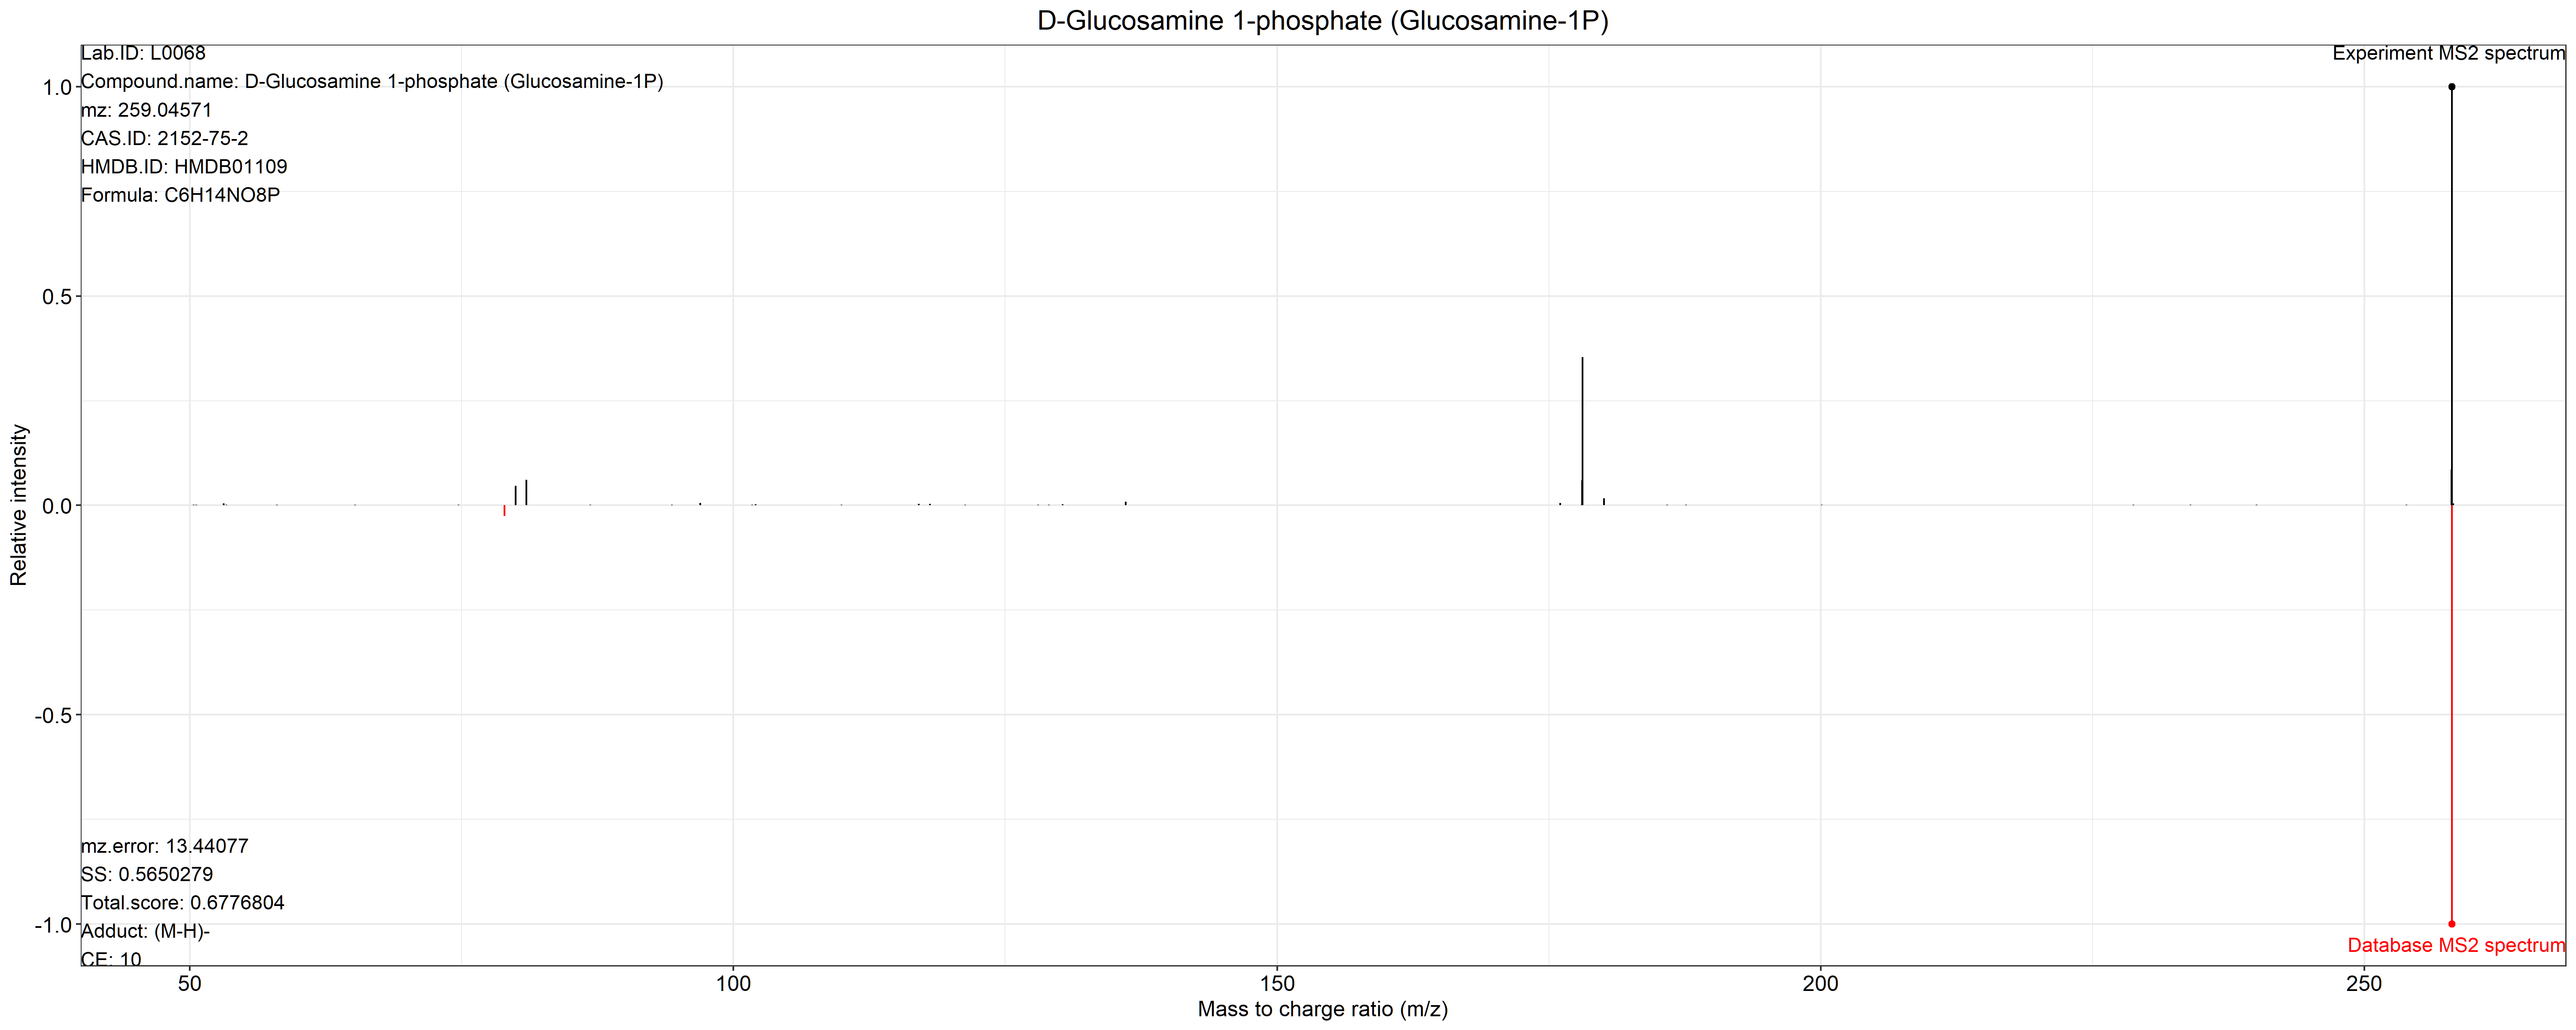 D-Glucosamine 1-phosphate (Glucosamine-1P)
Lab.ID: L0068
Experiment MS2 spectrum
Compound.name: D-Glucosamine 1-phosphate (Glucosamine-1P)
mz: 259.04571
CAS.ID: 2152-75-2
HMDB.ID: HMDB01109
Formula: C6H14NO8P
1.0
0.5
0.0
-0.5
-1.0
Relative intensity
mz.error: 13.44077
SS: 0.5650279
Total.score: 0.6776804
Adduct: (M-H)-
CE: 10
Database MS2 spectrum
50
100
150
200
250
Mass to charge ratio (m/z)